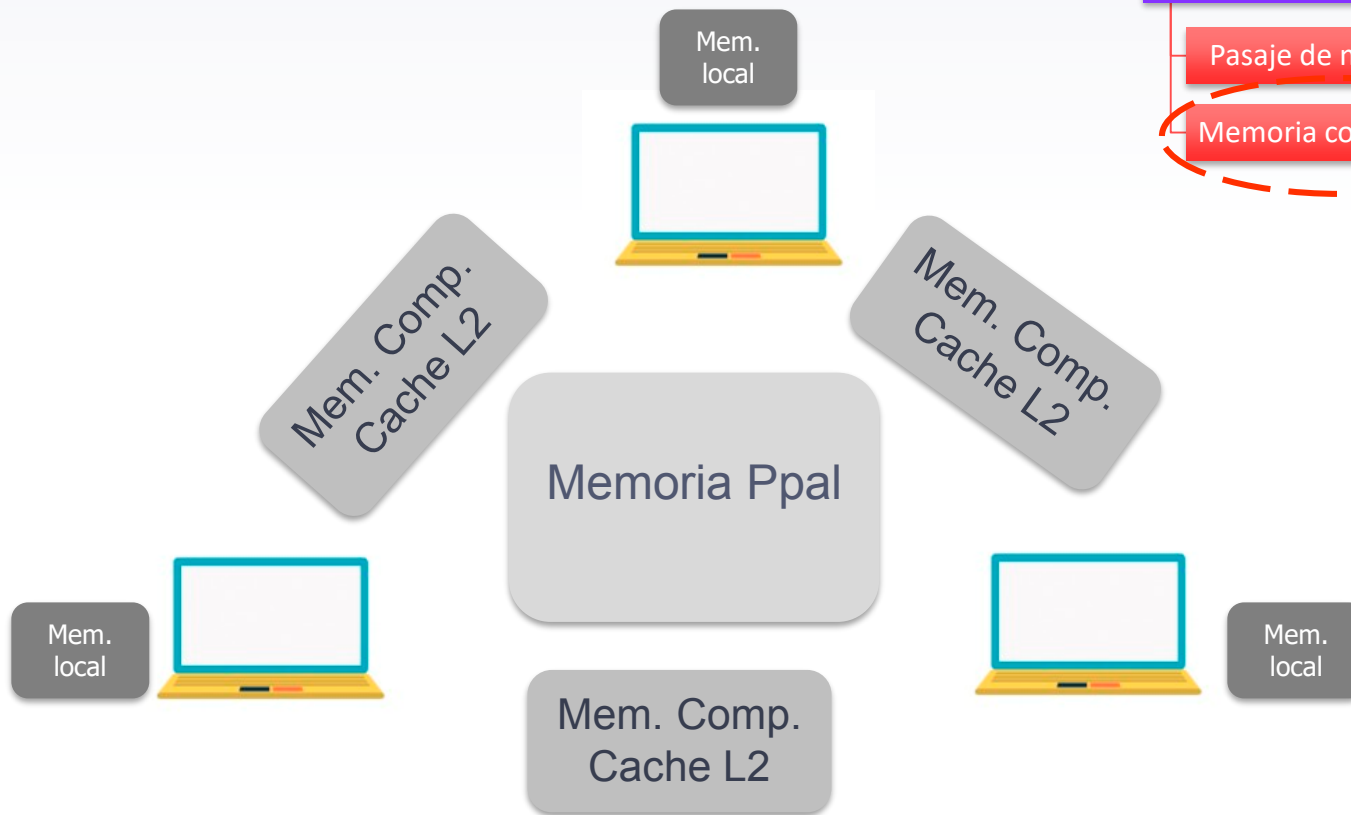 Mem.
local
Pasaje de
Memoria
Mem. Comp.
Cache L2
Mem. Comp.
Cache L2
Memoria Ppal
Mem.
local
Mem.
local
Mem. Comp.
Cache L2